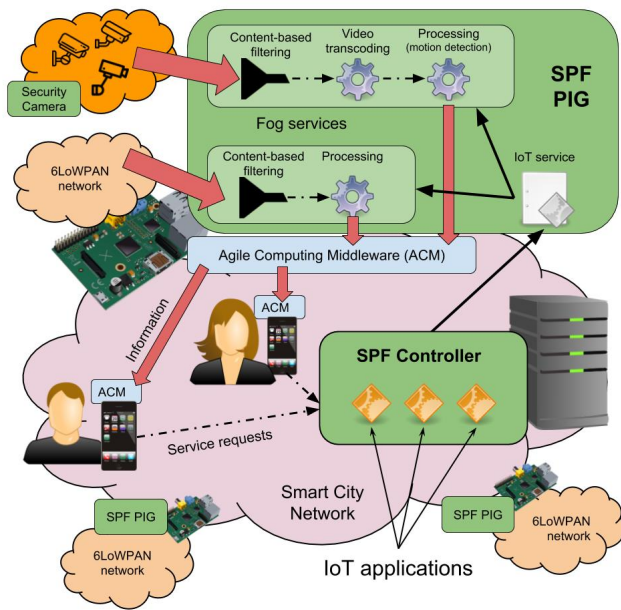 Content-based
filtering
Video
transcoding
Processing
(motion detection)
SPF
PIG
Security
Camera
Fog services
6LoWPAN
network
Content-based
filtering
Processing
IoT service
Agile Computing Middleware (ACM)
Information
ACM
SPF Controller
ACM
Service requests
Smart City
Network
SPF PIG
6LoWPAN
network
SPF PIG
6LoWPAN
network
IoT applications